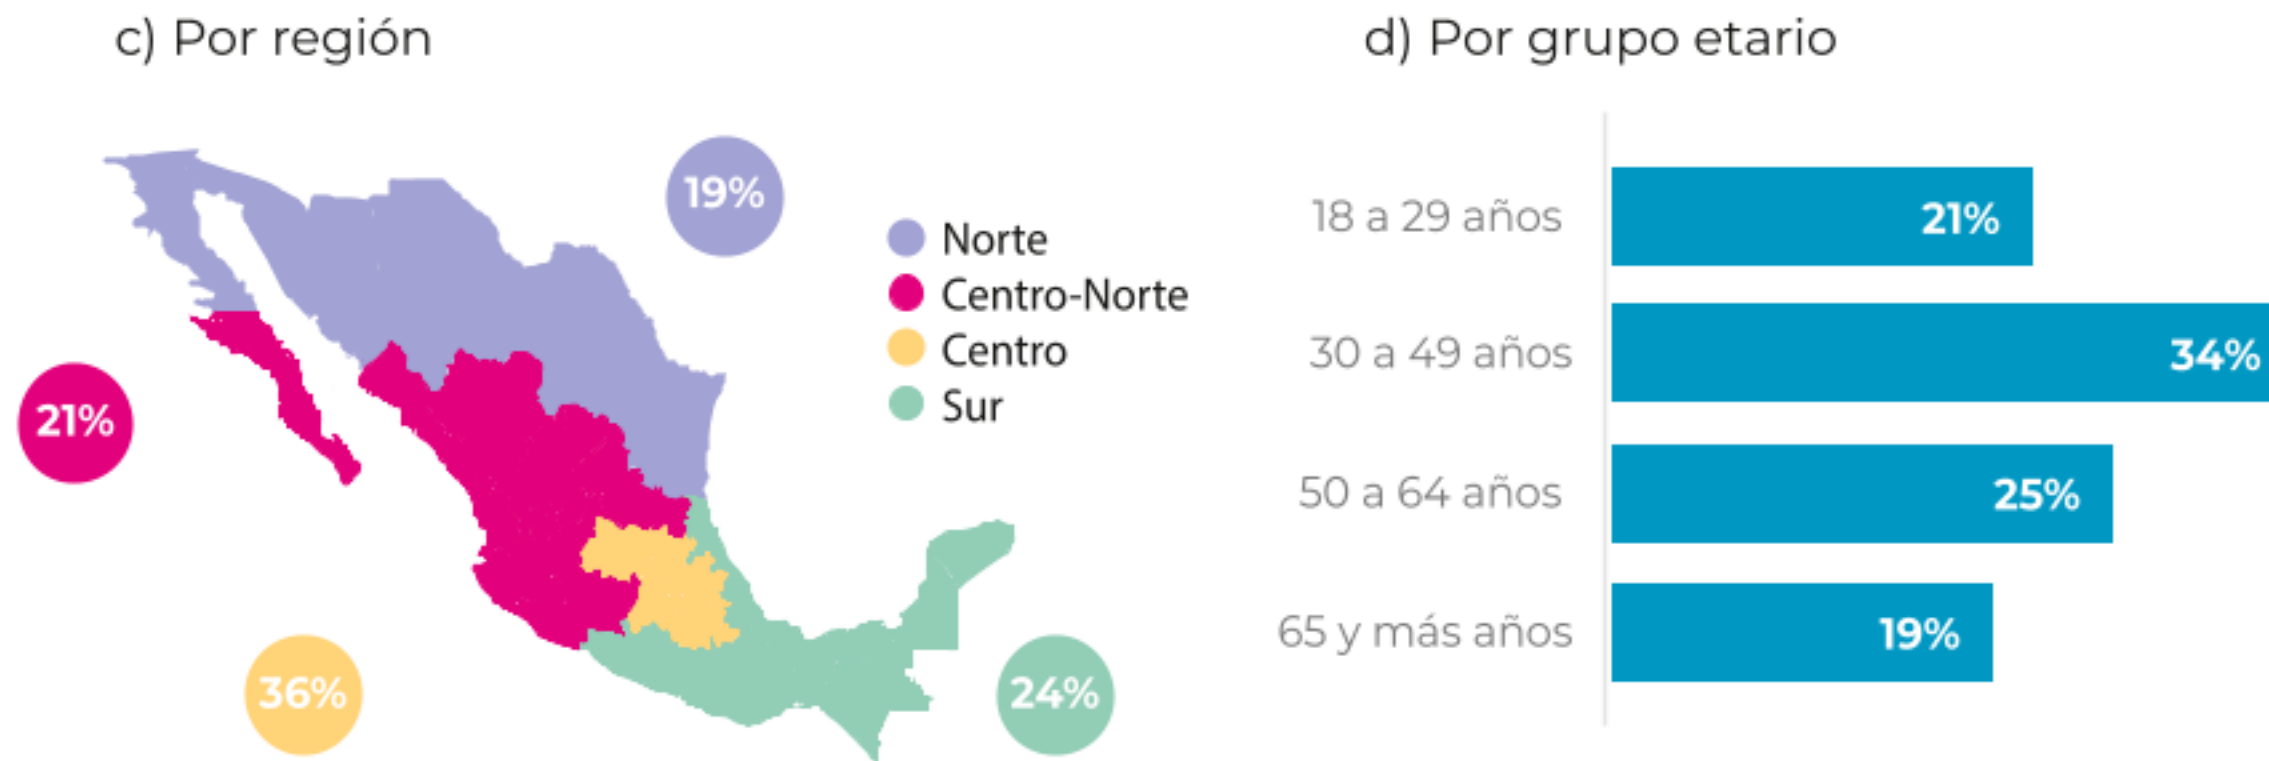 c) Por región
19%
Norte
Centro-Norte
Centro
Sur
21%
36%
24%
d) Por grupo etario
18 a 29 años
21%
30 a 49 años
34%
50 a 64 años
25%
65 y más años
19%